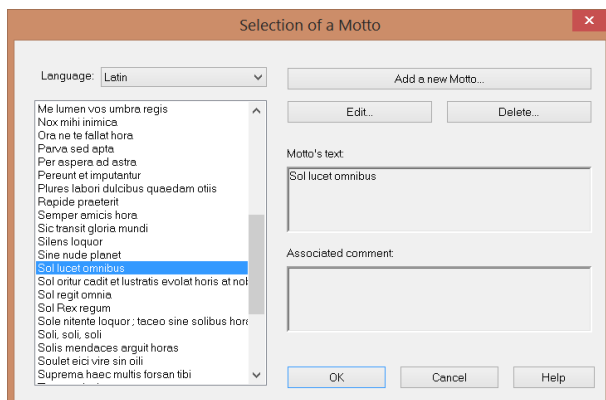 Selection of a Motto
Language: Latin
Me lumen vos umbra regis
Nox mihi inimica
Ora ne te fallat hora
Parva sed apta
Per aspera ad astra
Pereunt et imputantur
Plures labori dulcibus quaedam otiis
Rapide praeterit
Semper amicis hora
Sic transit gloria mundi
Silens loquor
Sine nude planet
Sol lucet omnibus
Sol oritur cadit et lustratis evolat horis at nob
Sol regit omnia
Sol Rex regum
Sole nitente loquor ; taceo sine solibus hora
Soli, soli, soli
Solis mendaces arguit horas
Soulet eici vire sin oili
Suprema haec multis forsan tibi
Add a new Motto...
Edit...
Delete...
Motto's text:
Sol lucet omnibus
Associated comment:
OK
Cancel
Help